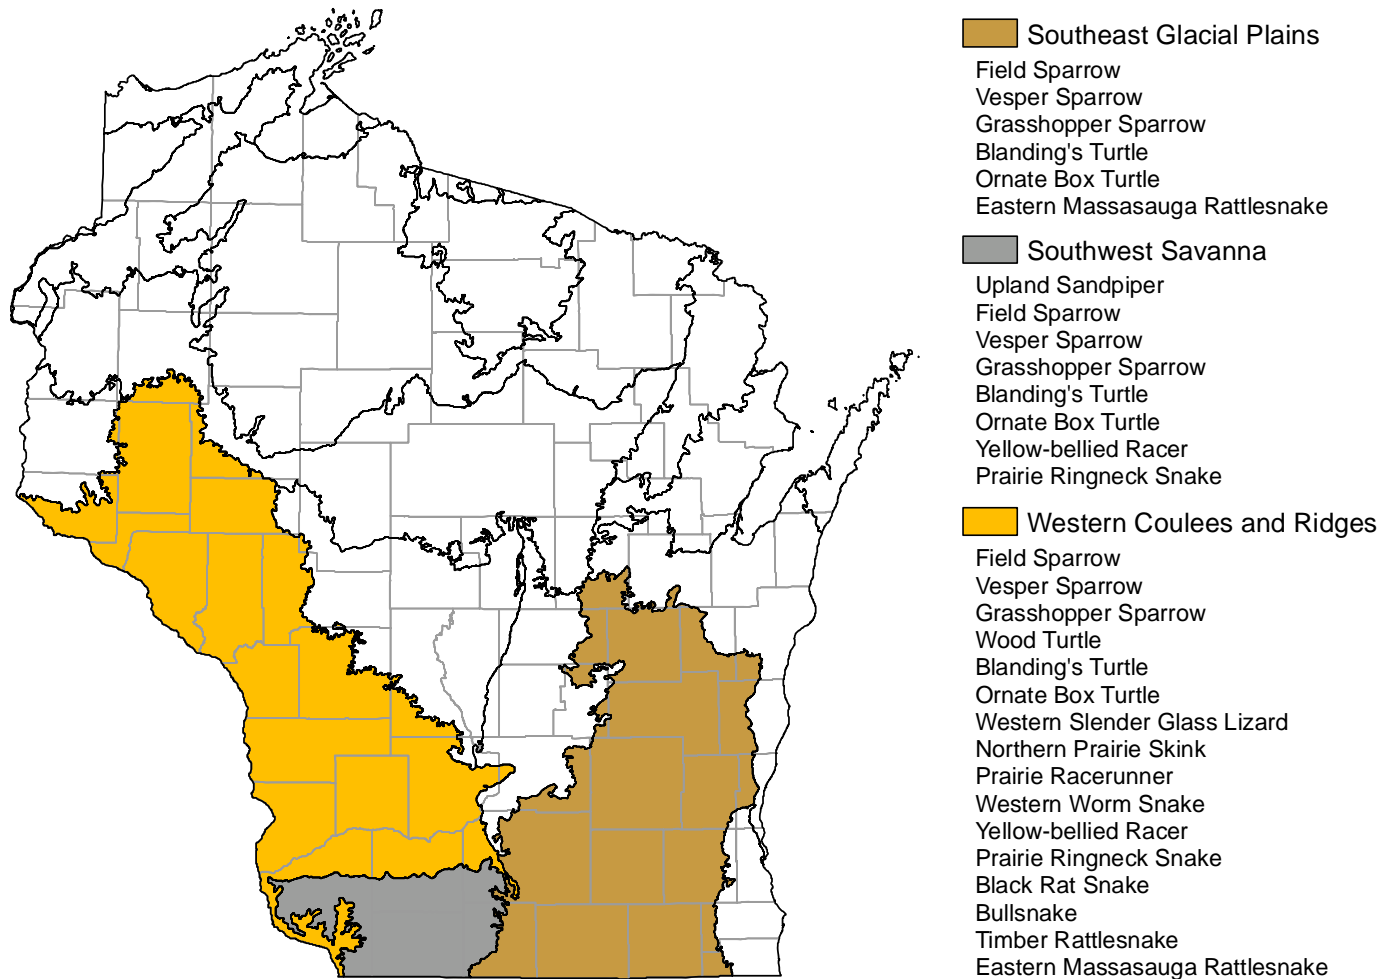 Southeast Glacial Plains
Field Sparrow
Vesper Sparrow
Grasshopper Sparrow
Blanding's Turtle
Ornate Box Turtle
Eastern Massasauga Rattlesnake
Southwest Savanna
Upland Sandpiper
Field Sparrow
Vesper Sparrow
Grasshopper Sparrow
Blanding's Turtle
Ornate Box Turtle
Yellow-bellied Racer
Prairie Ringneck Snake
Western Coulees and Ridges
Field Sparrow
Vesper Sparrow
Grasshopper Sparrow
Wood Turtle
Blanding's Turtle
Ornate Box Turtle
Western Slender Glass Lizard
Northern Prairie Skink
Prairie Racerunner
Western Worm Snake
Yellow-bellied Racer
Prairie Ringneck Snake
Black Rat Snake
Bullsnake
Timber Rattlesnake
Eastern Massasauga Rattlesnake